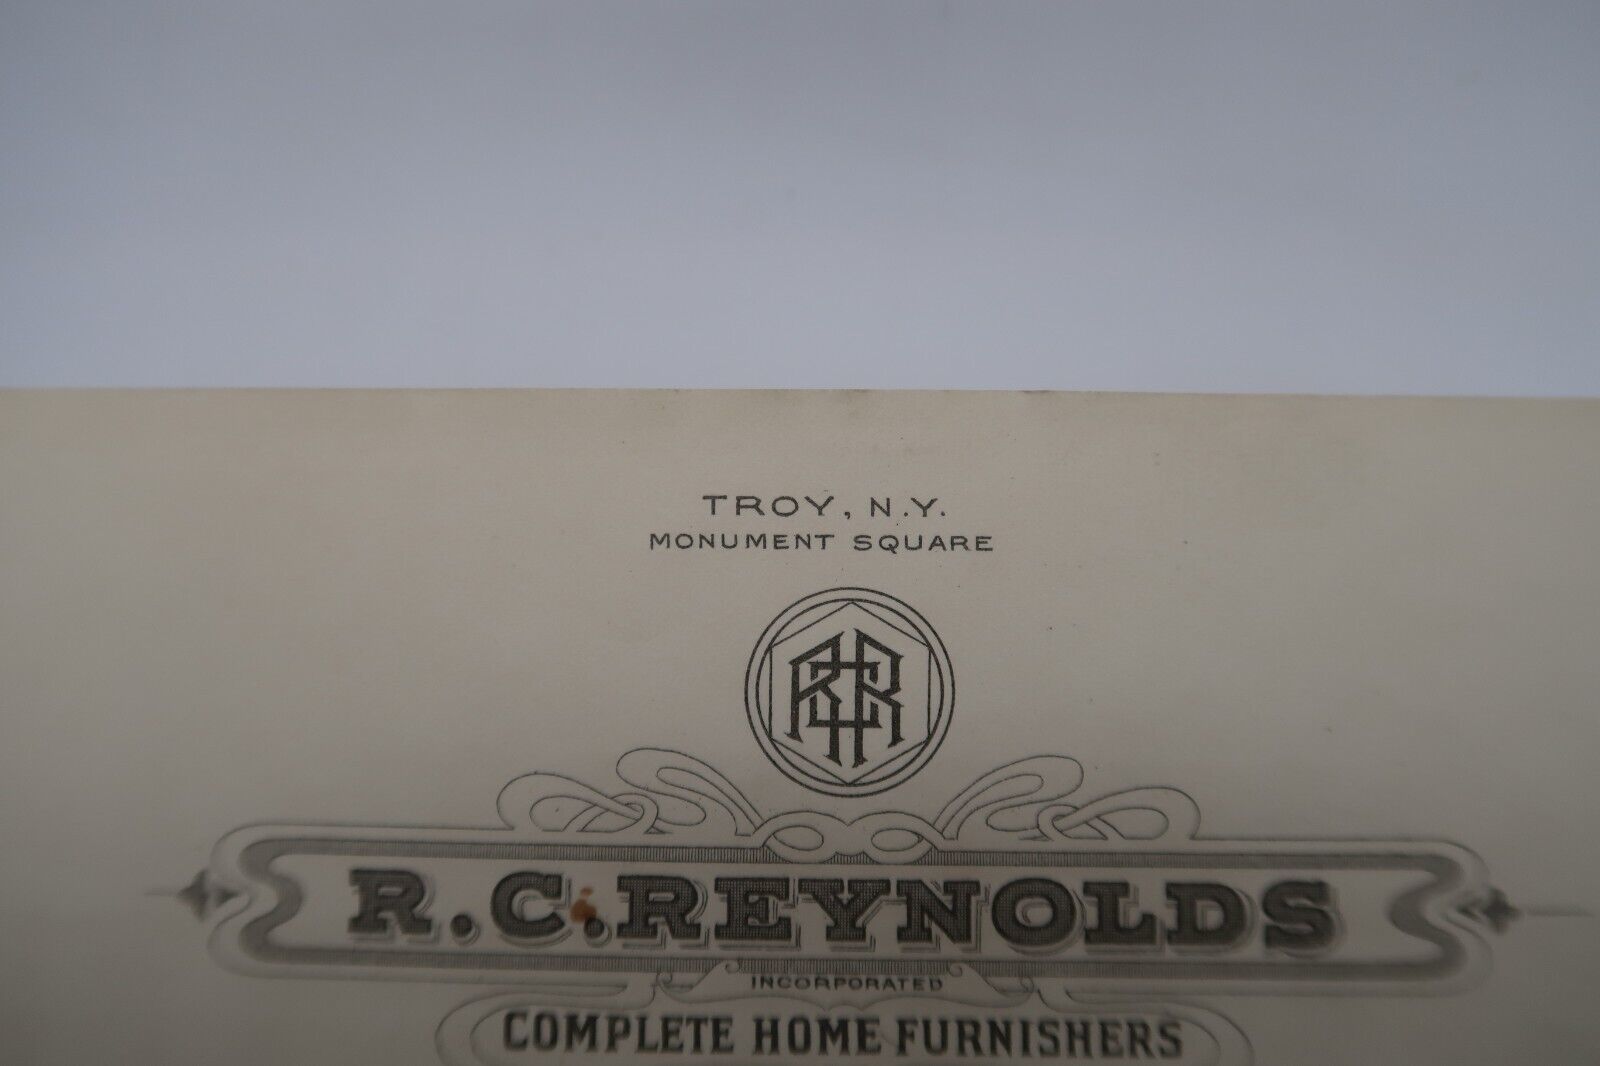 TROY, N.Y.
MONUMENT SQUARE
R.C. REYNOLDS
INCORPORATED
COMPLETE HOME FURNISHERS